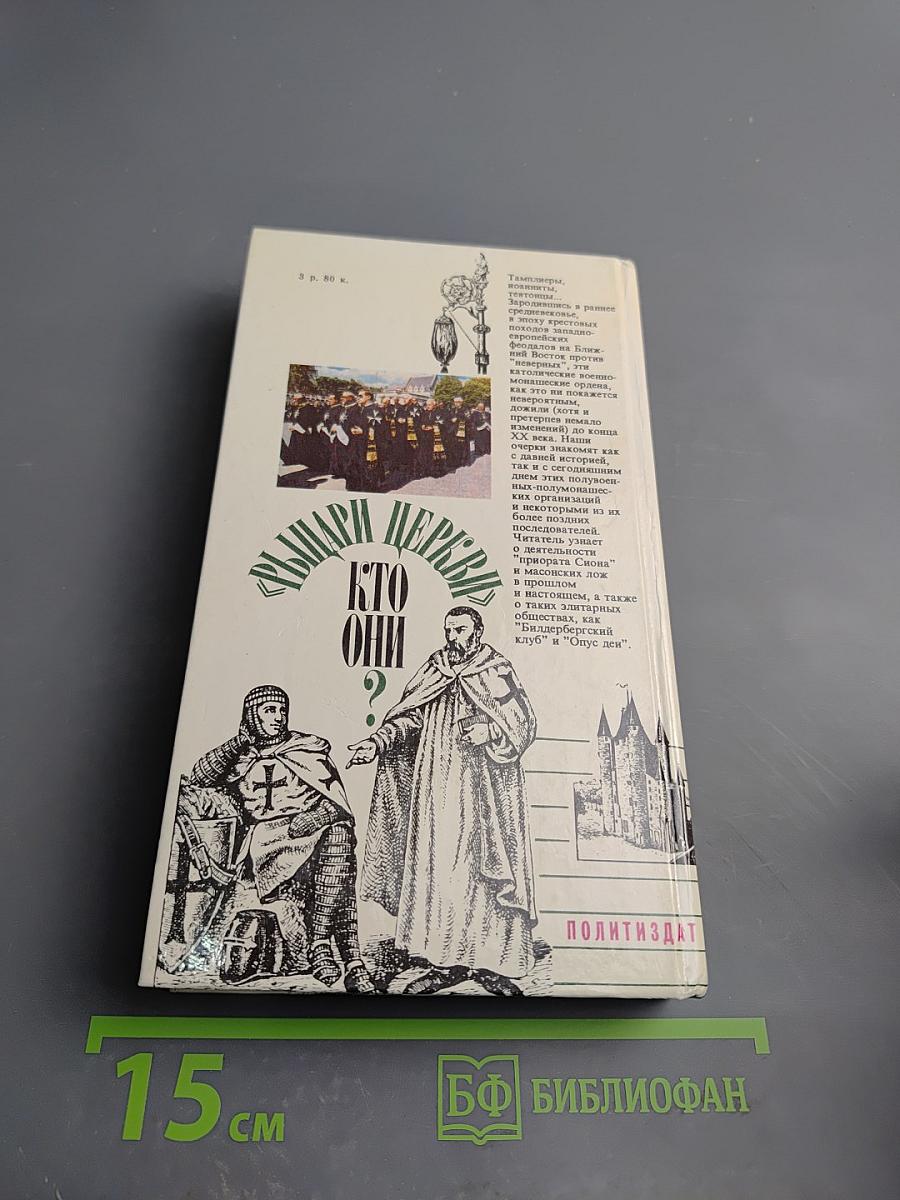 3 р. 80 к.
Тамплиеры,
иоанниты,
тевтонцы...
Зародившись в раннее
средневековье,
в эпоху крестовых
походов западно-
европейских
феодалов на Ближ-
ний Восток против
"неверных", эти
католические военно-
монашеские ордена,
как это ни покажется
невероятным,
дожили (хотя и
претерпев немало
изменений) до конца
XX века. Наши
очерки знакомят как
с давней историей,
так и с сегодняшним
днем этих полувоен-
ных-полумонашес-
ких организаций
и некоторыми из их
более поздних
последователей.
Читатель узнает
о деятельности
"приората Сиона"
и масонских лож
в прошлом
и настоящем, а также
о таких элитарных
обществах, как
"Билдербергский
клуб" и "Опус деи".
«РЫЦАРИ ЦЕРКВИ»
КТО
ОНИ
?
ПОЛИТИЗДАТ
15 см
БФ БИБЛИОФАН